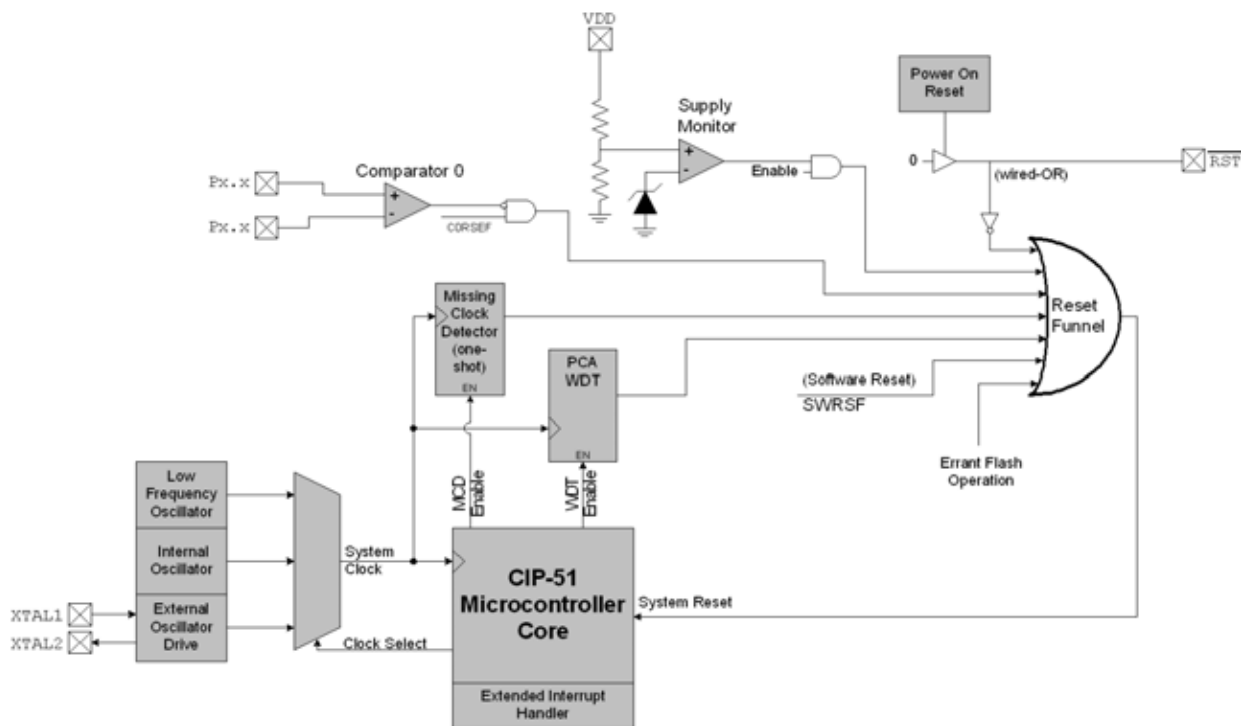 VDD
Power On
Reset
Supply
Monitor
+
-
Enable
0
(wired-OR)
RST
Comparator 0
Px.x
+
Px.x
-
C0RSEF
Missing
Clock
Detector
(one-
shot)
EN
PCA
WDT
EN
Reset
Funnel
(Software Reset)
SWRSF
Errant Flash
Operation
MCD
Enable
WDT
Enable
Low
Frequency
Oscillator
Internal
Oscillator
External
Oscillator
Drive
XTAL1
XTAL2
System
Clock
Clock Select
CIP-51
Microcontroller
Core
System Reset
Extended Interrupt
Handler